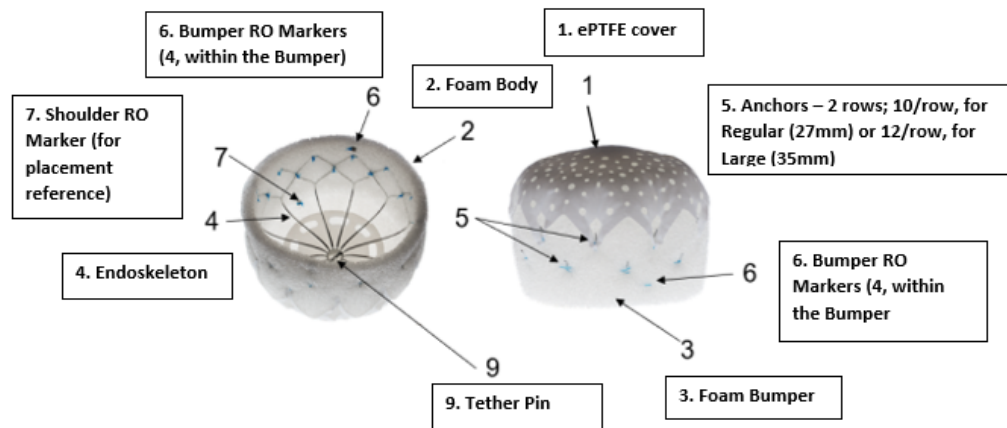 6. Bumper RO Markers
(4, within the Bumper)
1. ePTFE cover
2. Foam Body
7. Shoulder RO
Marker (for
placement
reference)
5. Anchors – 2 rows; 10/row, for
Regular (27mm) or 12/row, for
Large (35mm)
6
1
2
7
4
5
4. Endoskeleton
6
6. Bumper RO
Markers (4, within
the Bumper
3
9
9. Tether Pin
3. Foam Bumper